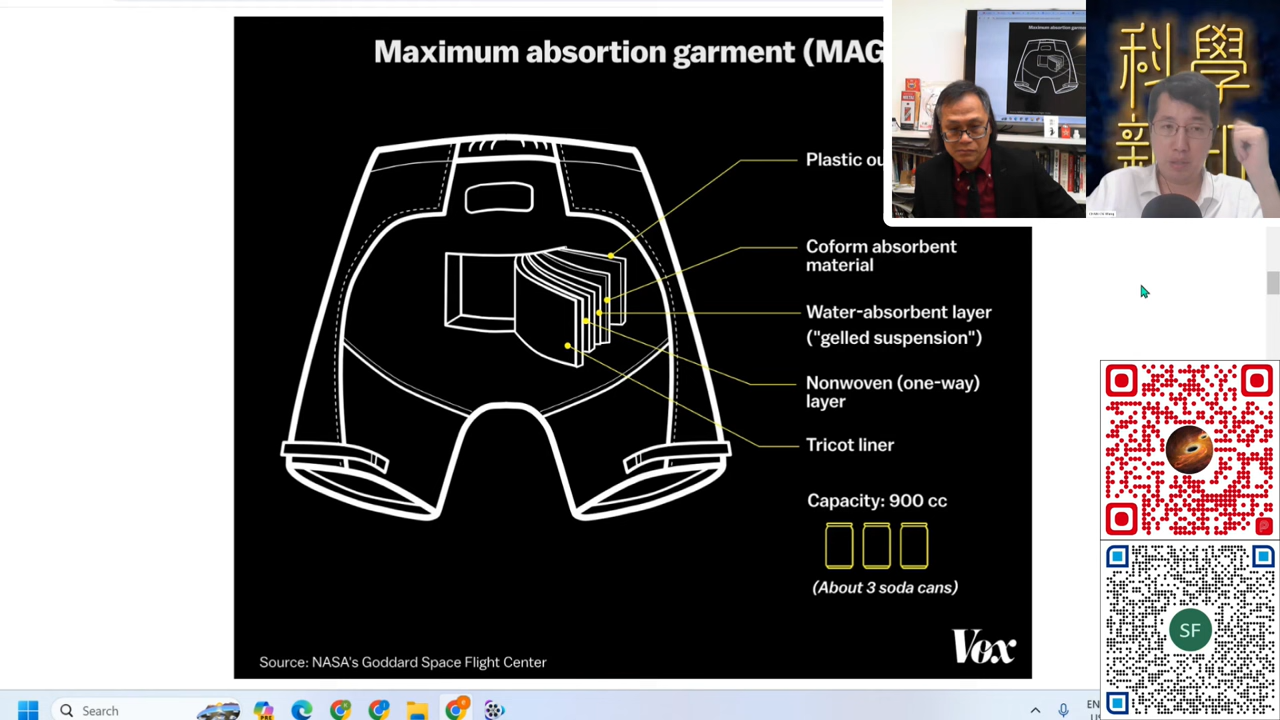 Maximum absortion garment (MAG
Plastic ou
Coform absorbent
material
Water-absorbent layer
("gelled suspension")
Nonwoven (one-way)
layer
Tricot liner
Capacity: 900 cc
(About 3 soda cans)
Vox
Source: NASA's Goddard Space Flight Center
科學
SF
Search